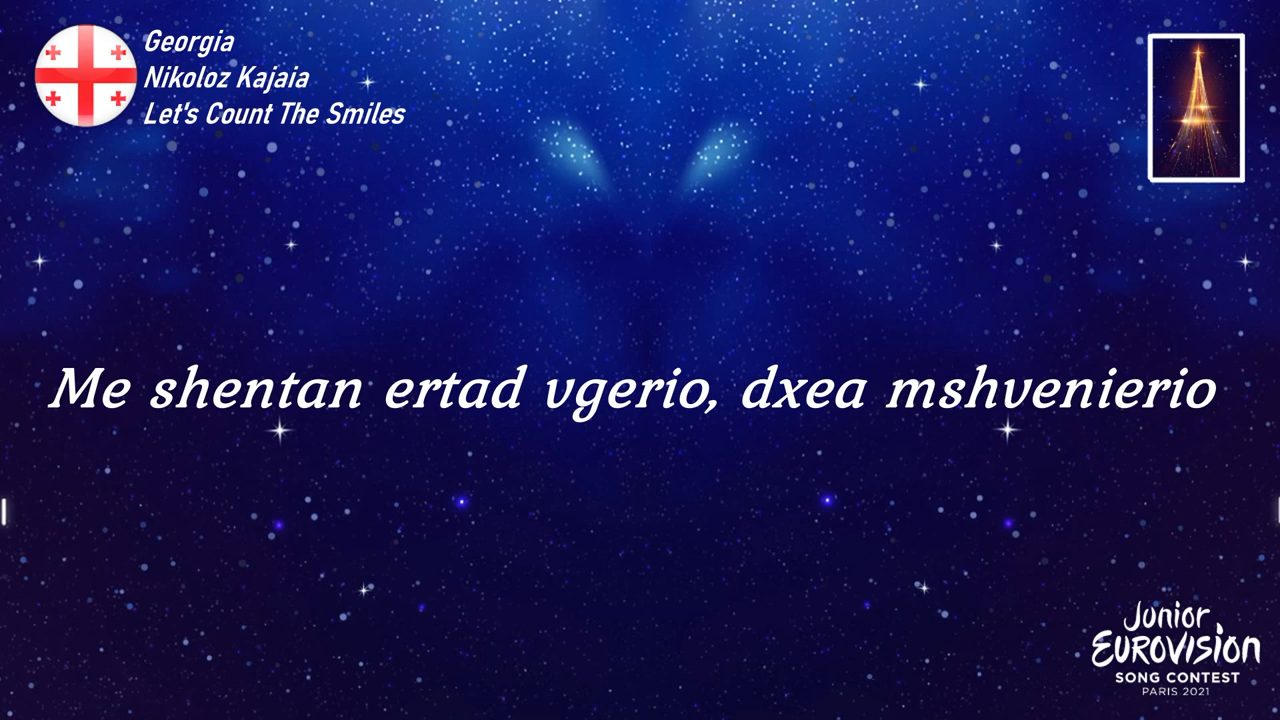 Georgia
Nikoloz Kajaia
Let's Count The Smiles
Me shentan ertad vgerio, dxea mshvenierio
Junior
EUROVISION
SONG CONTEST
PARIS 2021